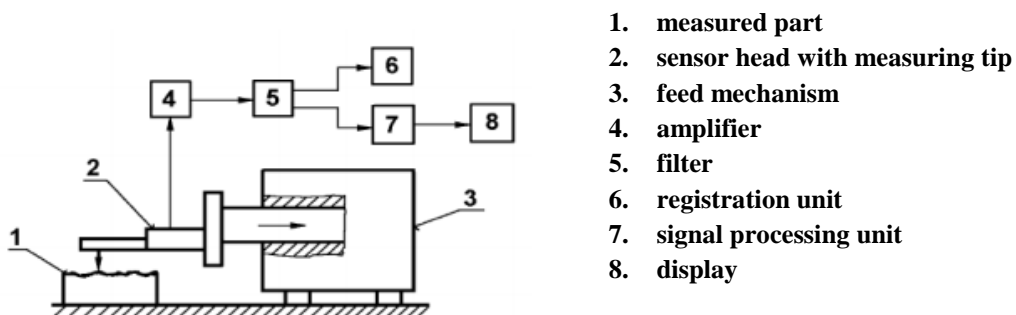 6
4
5
7
8
2
3
1
1. measured part
2. sensor head with measuring tip
3. feed mechanism
4. amplifier
5. filter
6. registration unit
7. signal processing unit
8. display